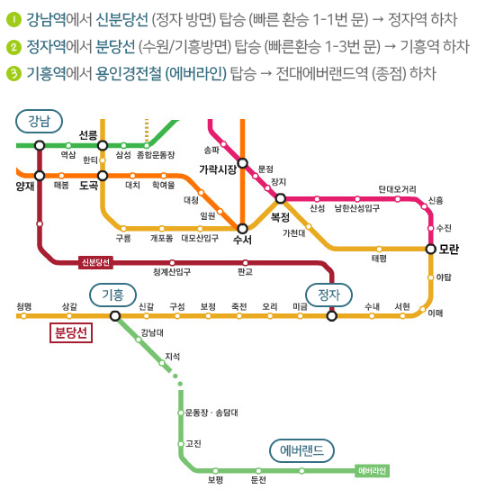 1 강남역에서 신분당선 (정자 방면) 탑승 (빠른 환승 1-1번 문) → 정자역 하차
2 정자역에서 분당선 (수원/기흥방면) 탑승 (빠른환승 1-3번 문) → 기흥역 하차
3 기흥역에서 용인경전철 (에버라인) 탑승 → 전대에버랜드역 (종점) 하차
강남
선릉
역삼
한티
삼성
종합운동장
송파
가락시장
문정
장지
양재
매봉
도곡
대치
학여울
대청
일원
복정
산성
남한산성입구
단대오거리
신흥
수진
구룡
개포동
대모산입구
수서
가천대
태평
모란
신분당선
청계산입구
판교
야탑
기흥
정자
청명
상갈
신갈
구성
보정
죽전
오리
미금
수내
서현
이매
분당선
강남대
지석
운동장·송담대
고진
에버랜드
보평
둔전
에버라인